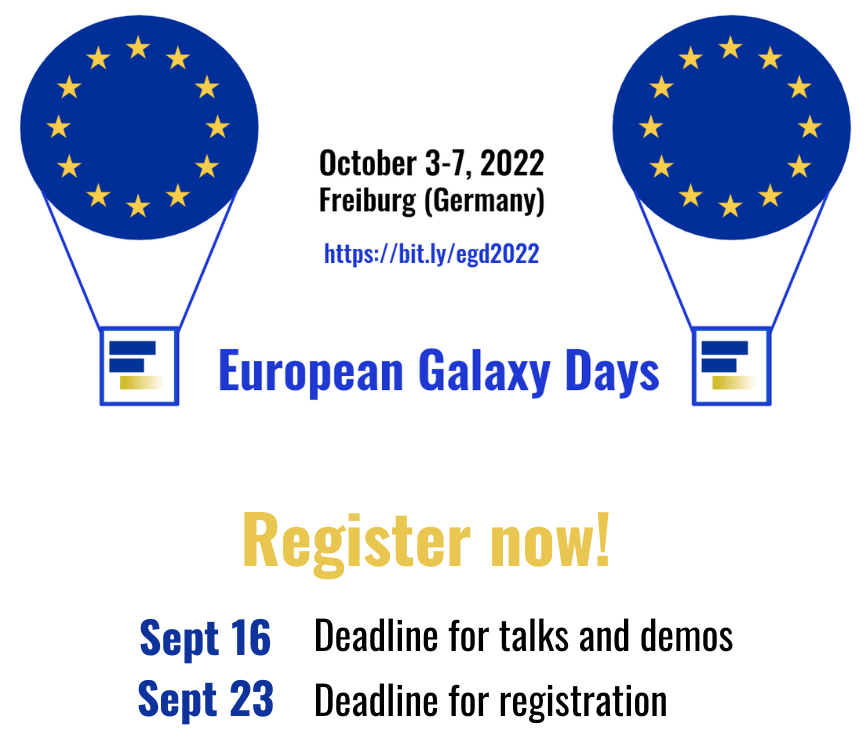 October 3-7, 2022
Freiburg (Germany)
https://bit.ly/egd2022
European Galaxy Days
Register now!
Sept 16 Deadline for talks and demos
Sept 23 Deadline for registration